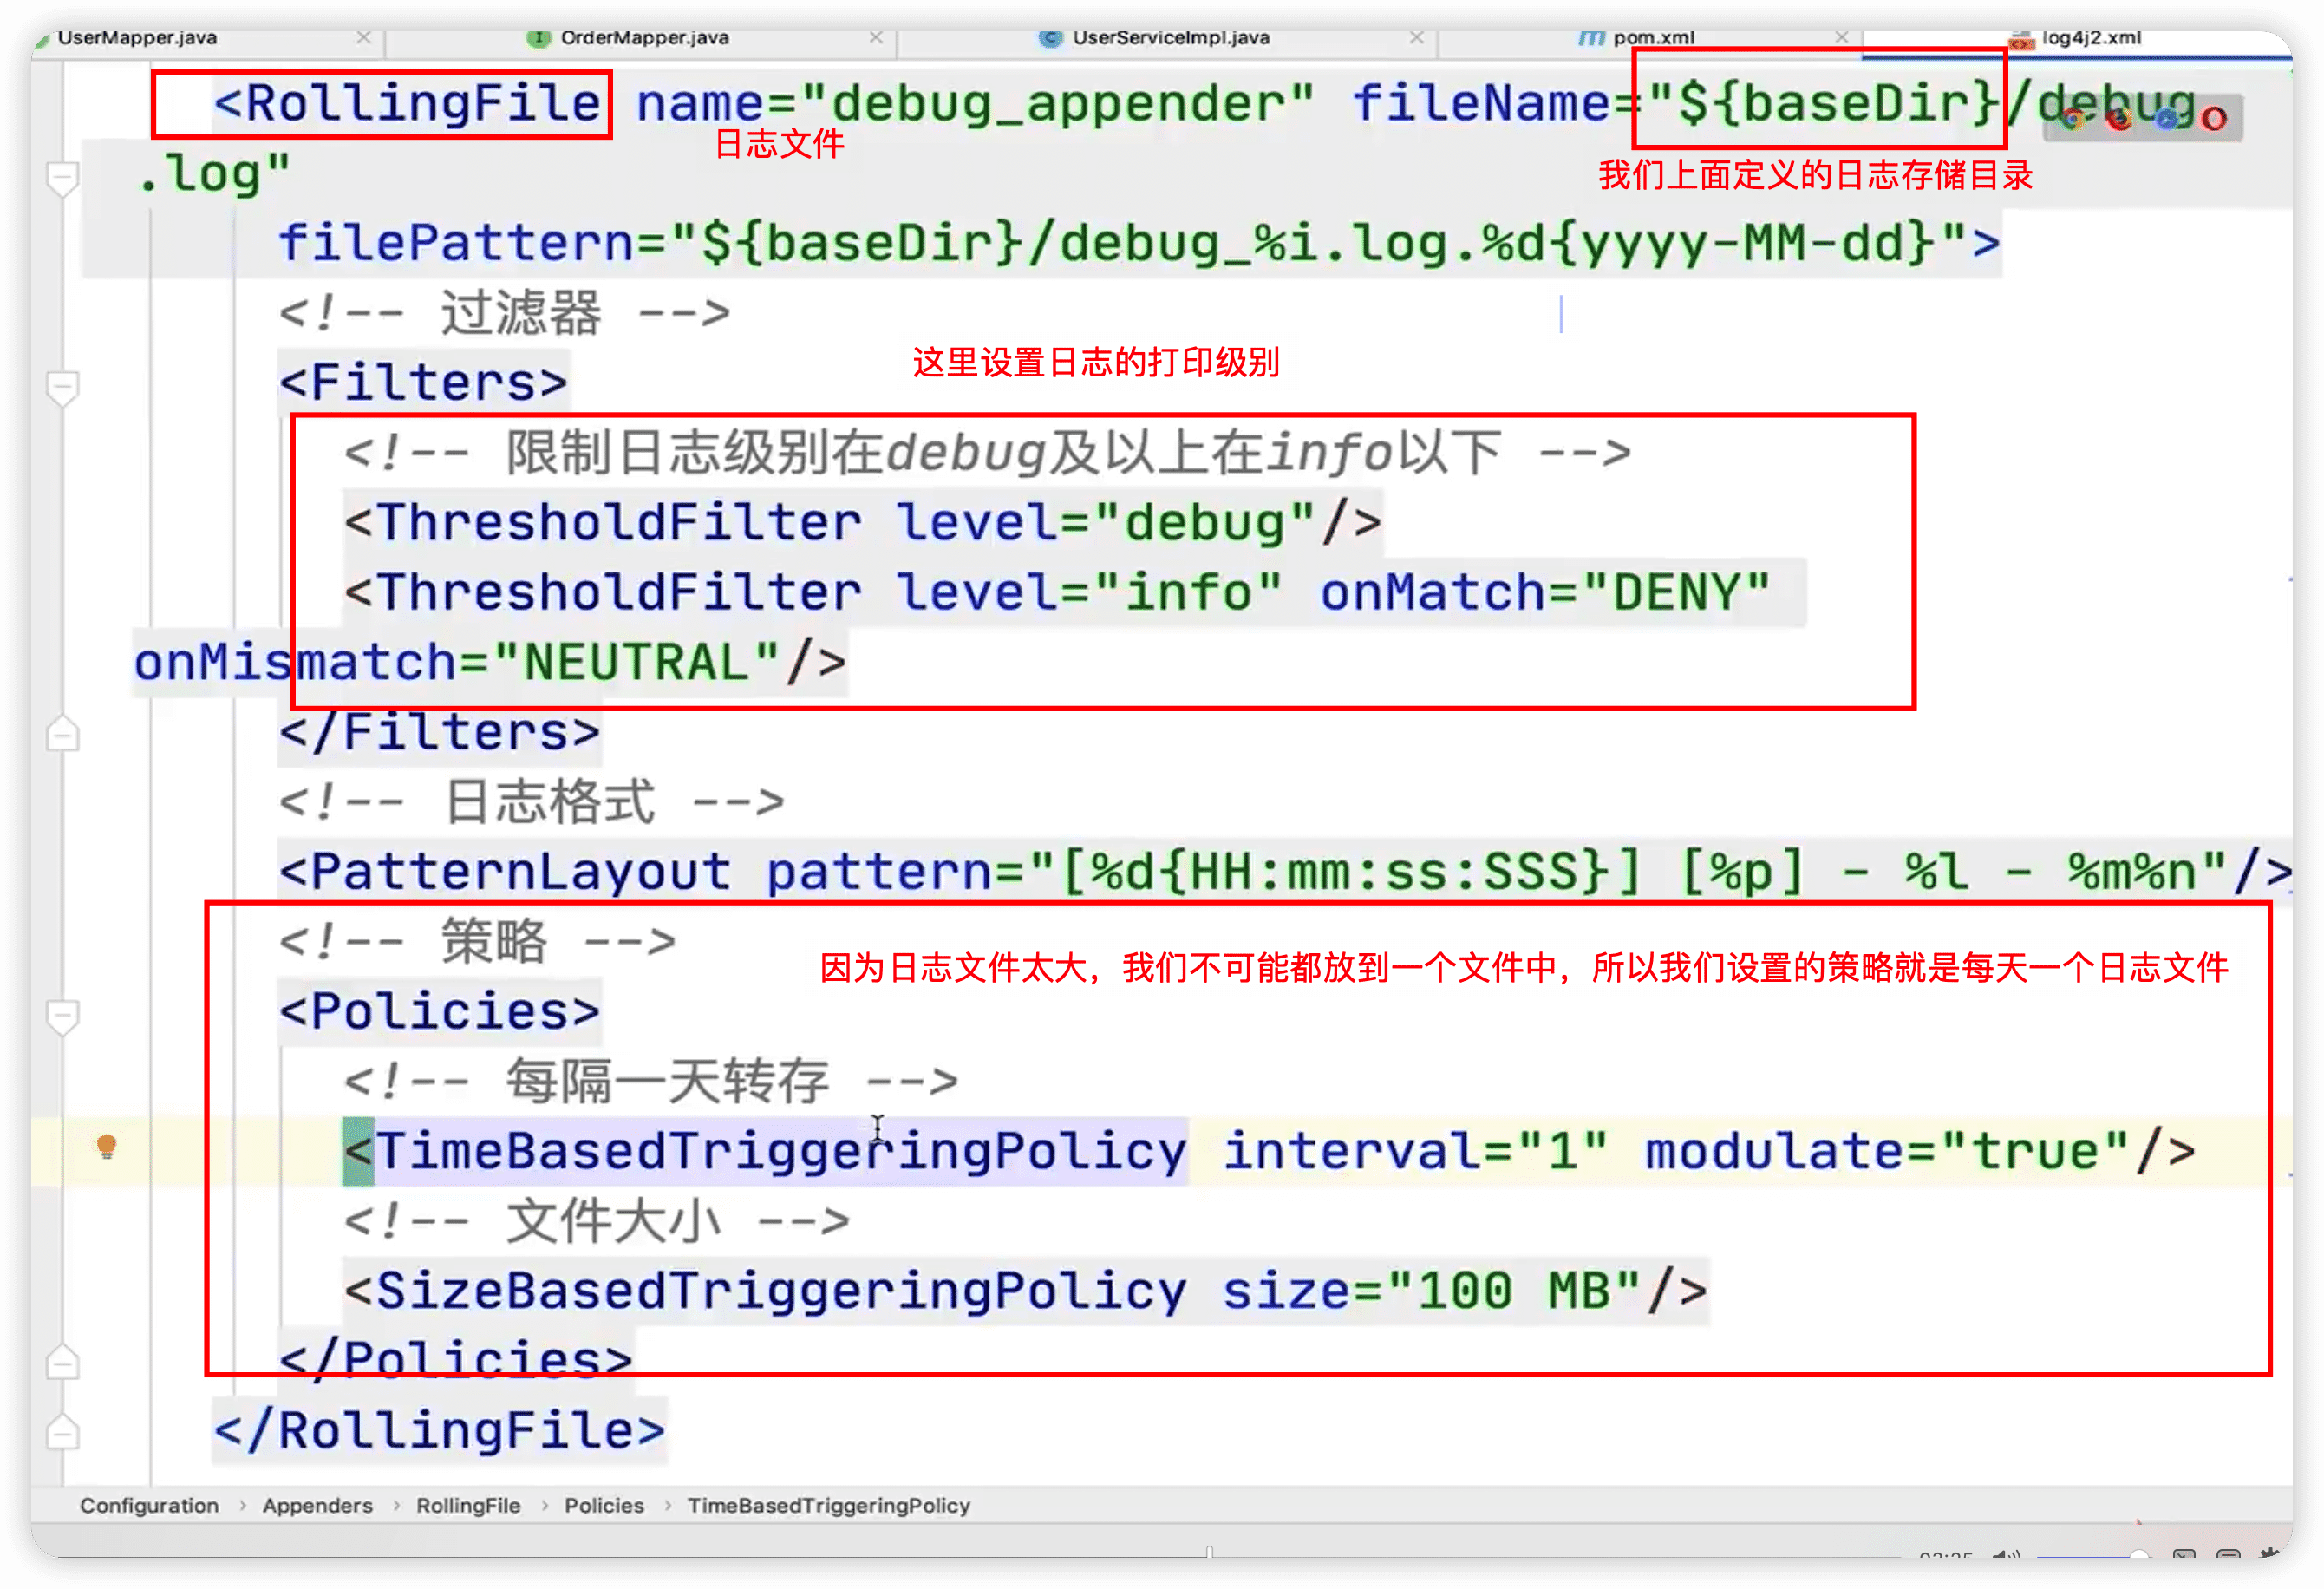 UserMapper.java OrderMapper.java UserServiceImpl.java pom.xml log4j2.xml
<RollingFile name="debug_appender" fileName="${baseDir}/debug
日志文件
.log"
我们上面定义的日志存储目录
filePattern="${baseDir}/debug_%i.log.%d{yyyy-MM-dd}">
<!-- 过滤器 -->
这里设置日志的打印级别
<Filters>
<!-- 限制日志级别在debug及以上在info以下 -->
<ThresholdFilter level="debug"/>
<ThresholdFilter level="info" onMatch="DENY"
onMismatch="NEUTRAL"/>
</Filters>
<!-- 日志格式 -->
<PatternLayout pattern="[%d{HH:mm:ss:SSS}] [%p] - %l - %m%n"/>
<!-- 策略 -->
因为日志文件太大，我们不可能都放到一个文件中，所以我们设置的策略就是每天一个日志文件
<Policies>
<!-- 每隔一天转存 -->
<TimeBasedTriggeringPolicy interval="1" modulate="true"/>
<!-- 文件大小 -->
<SizeBasedTriggeringPolicy size="100 MB"/>
</Policies>
</RollingFile>
Configuration › Appenders › RollingFile › Policies › TimeBasedTriggeringPolicy